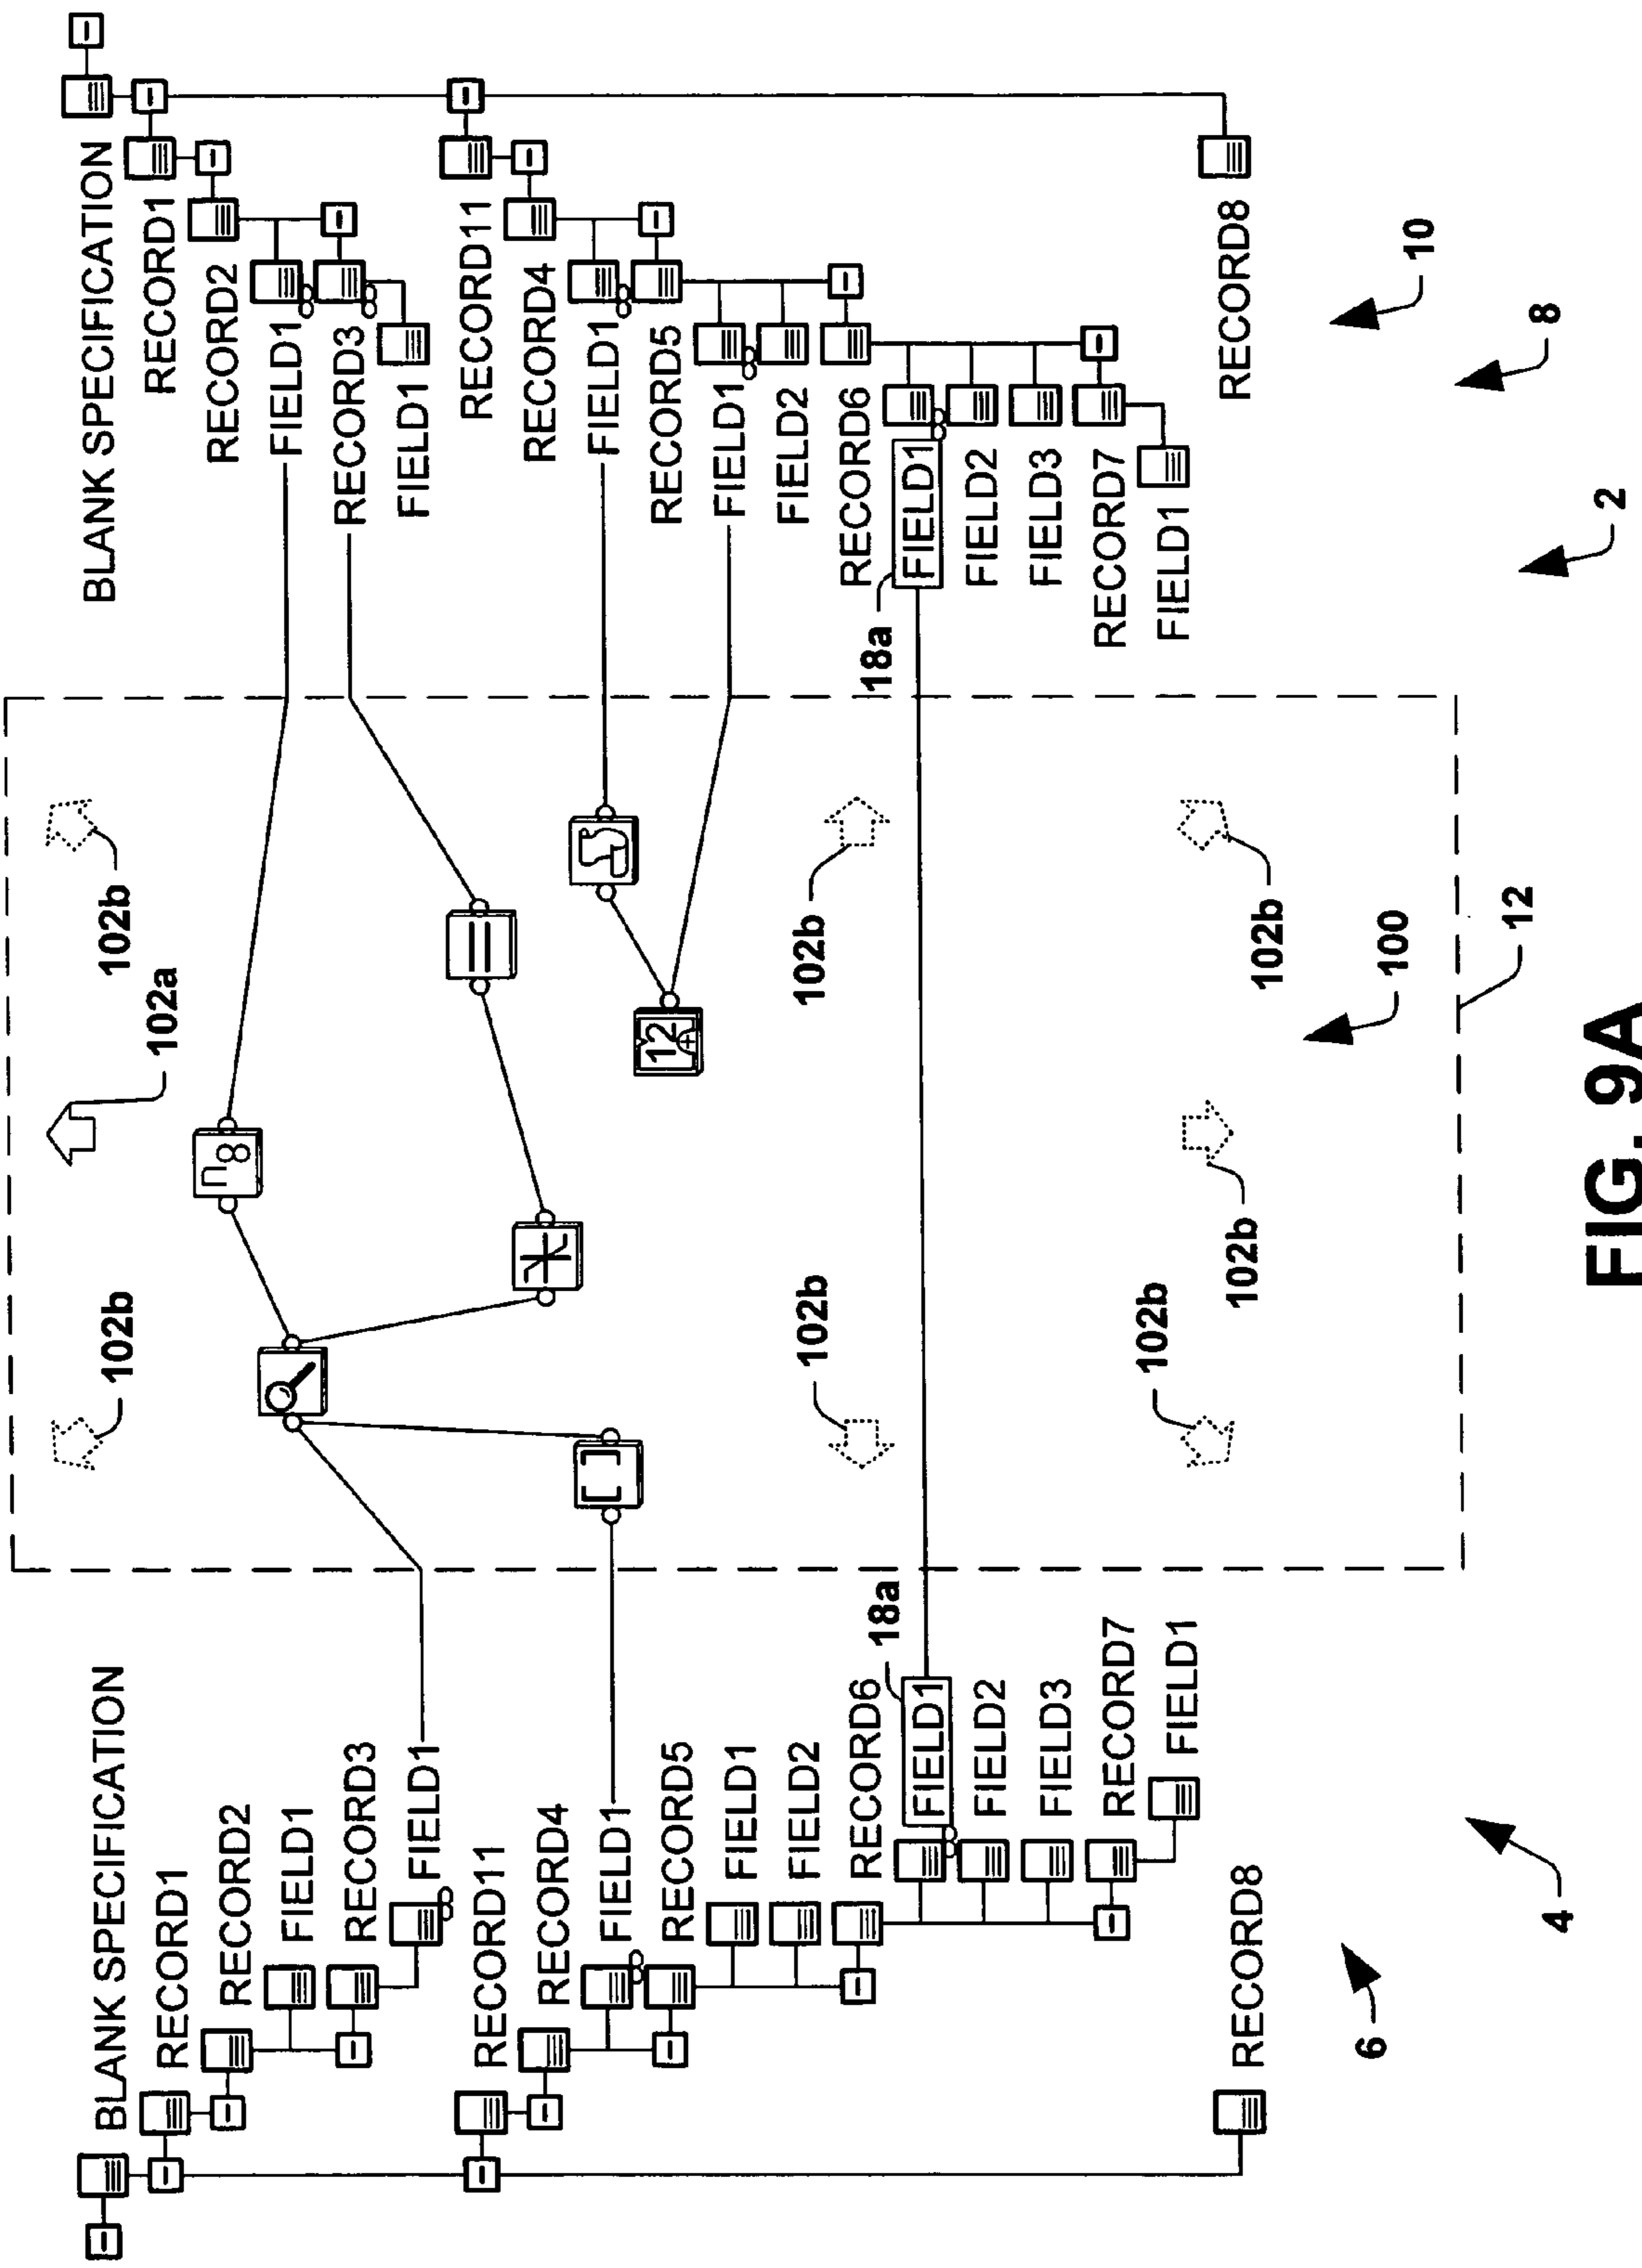 BLANK SPECIFICATION
RECORD1
RECORD2
FIELD1
RECORD3
FIELD1
RECORD11
RECORD4
FIELD1
RECORD5
FIELD1
FIELD2
RECORD6
18a
FIELD1
FIELD2
FIELD3
RECORD7
FIELD1
RECORD8
6
4
102b
102a
102b
8
12
102b
102b
102b
102b
102b
100
12
BLANK SPECIFICATION
RECORD1
RECORD2
FIELD1
RECORD3
FIELD1
RECORD11
RECORD4
FIELD1
RECORD5
FIELD1
FIELD2
RECORD6
18a
FIELD1
FIELD2
FIELD3
RECORD7
FIELD1
RECORD8
10
8
2
FIG. 9A